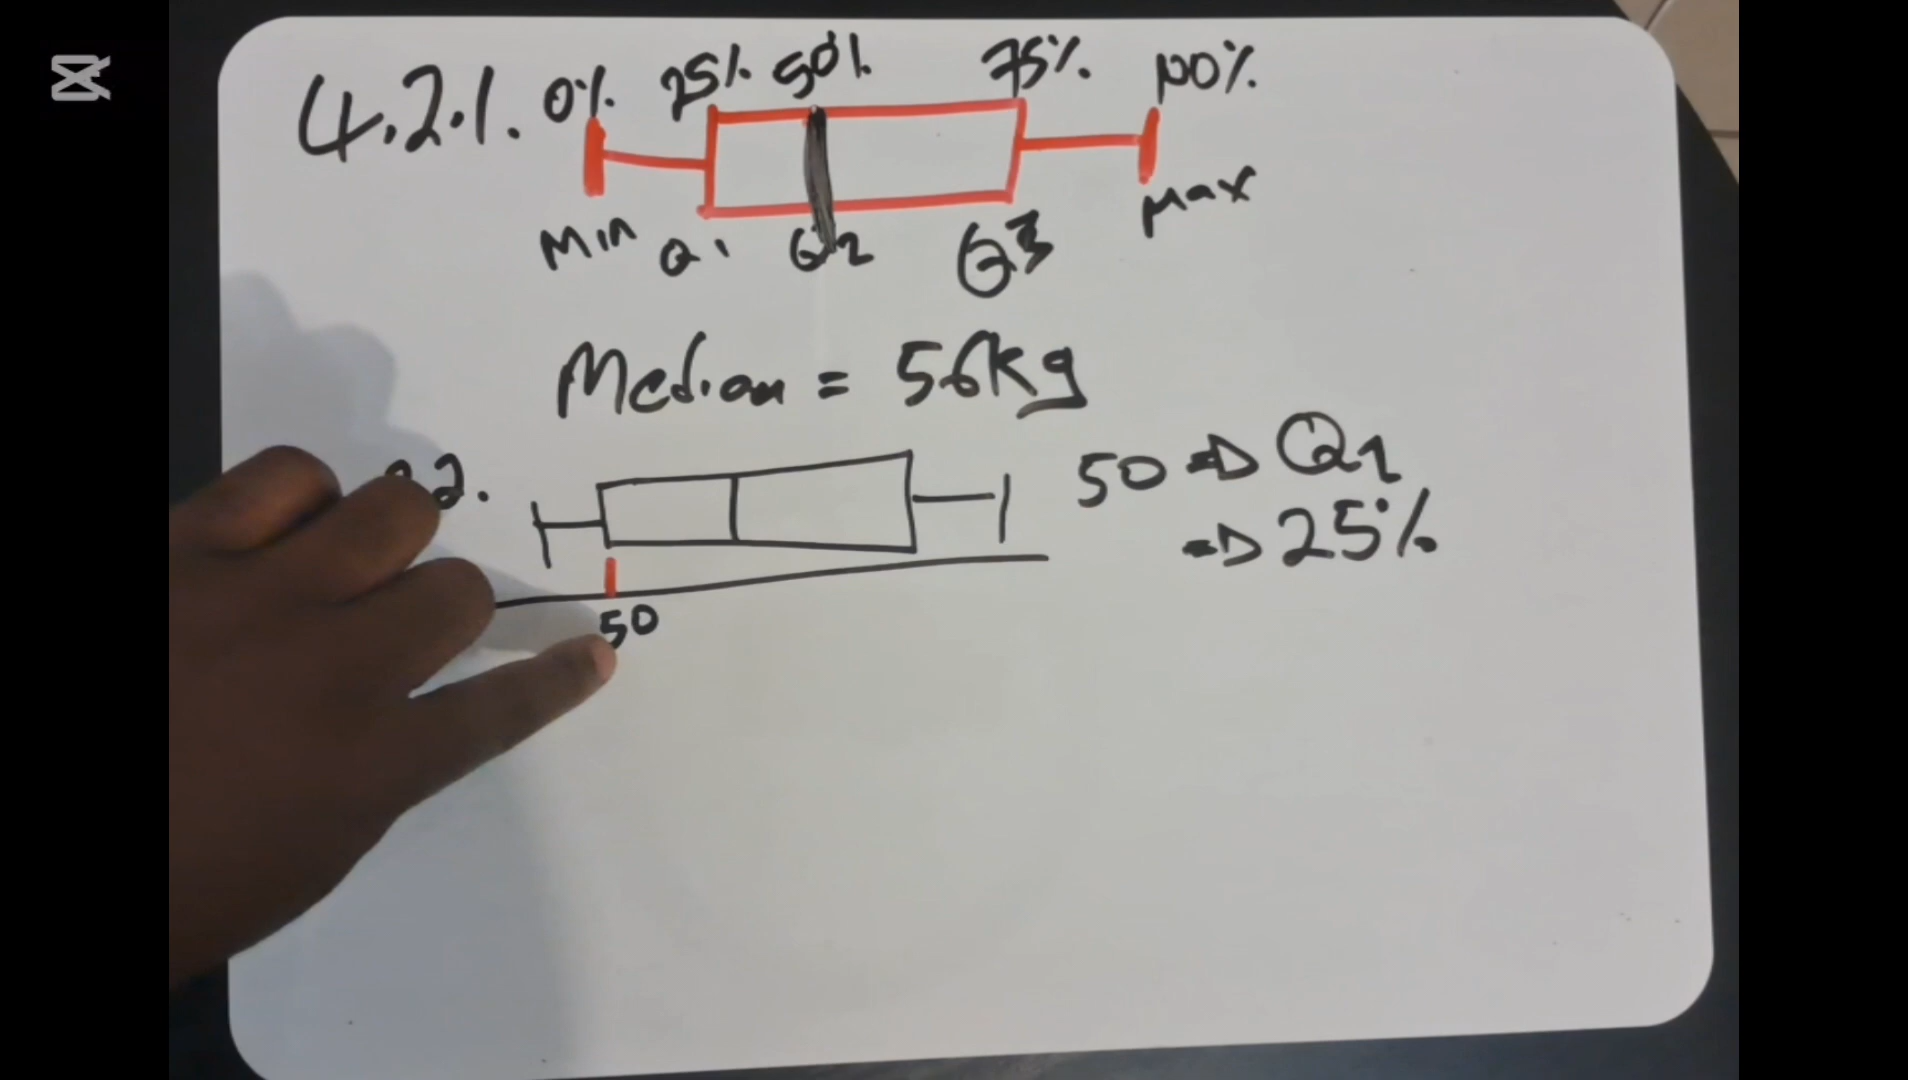 4.2.1. 0% 25% 50% 75% 100%
Min Q1 Q2 Q3 Max
Median = 56kg
2. 50 ⇒ Q1
⇒ 25%
50